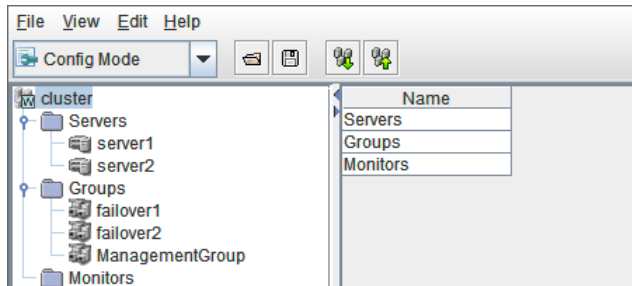 File View Edit Help
Config Mode
cluster
Servers
server1
server2
Groups
failover1
failover2
ManagementGroup
Monitors
Name
Servers
Groups
Monitors